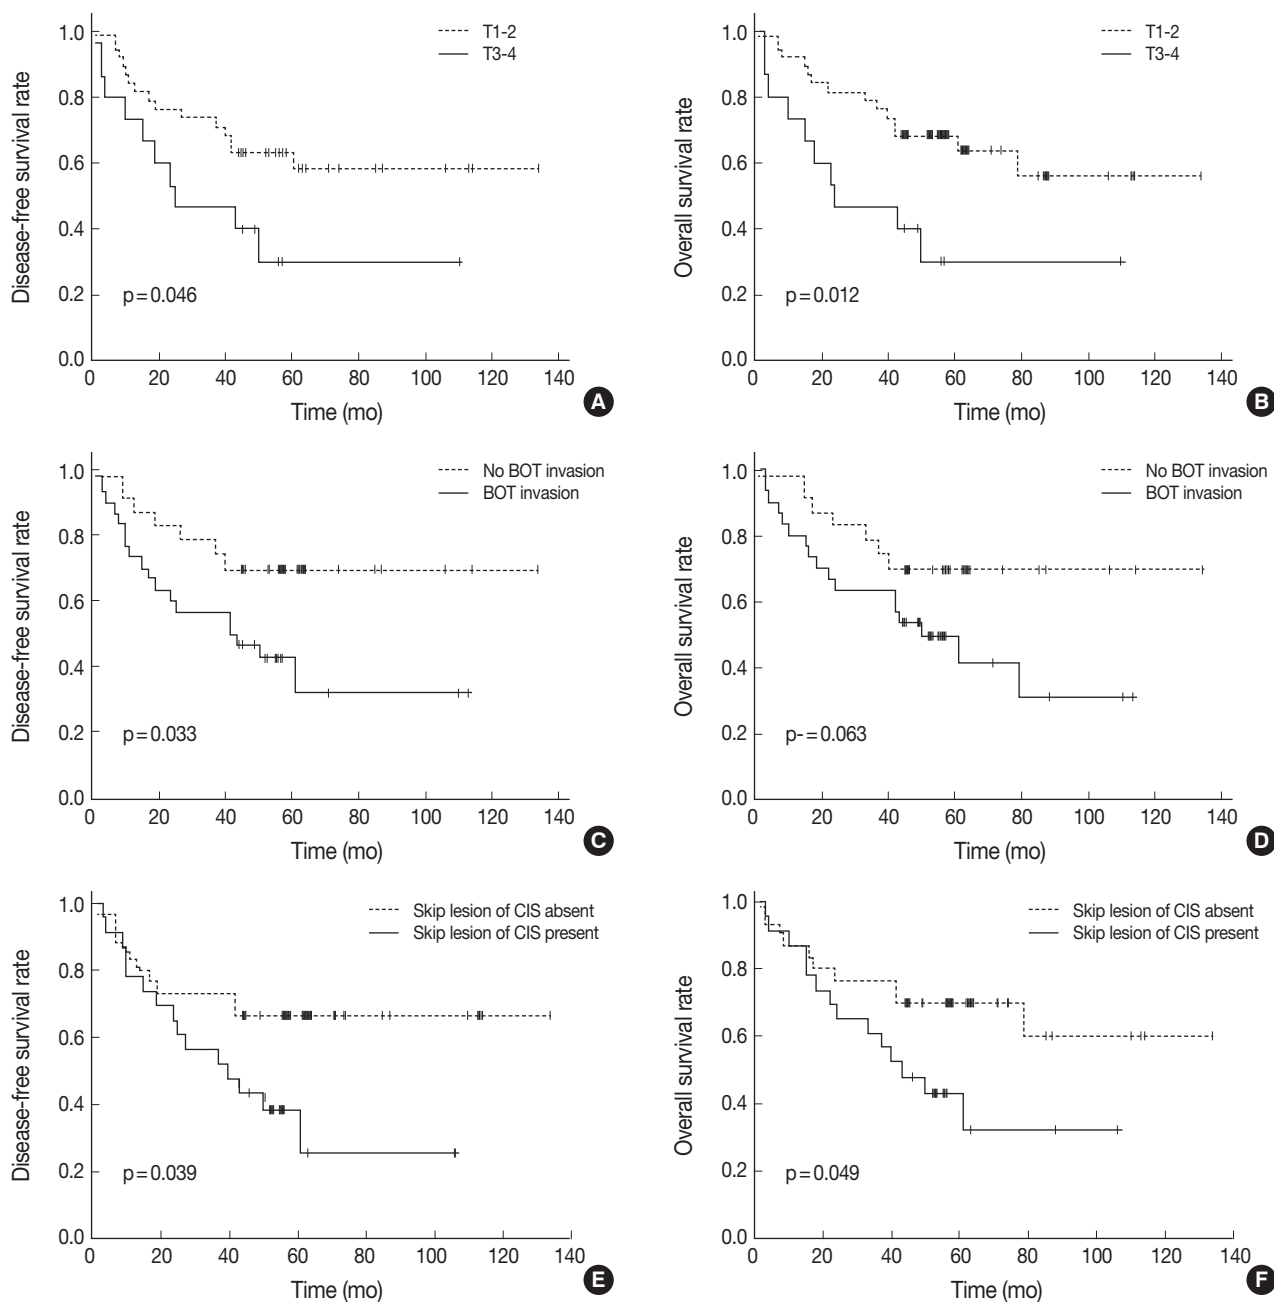 1.0
0.8
0.6
0.4
0.2
0.0
Disease-free survival rate
T1-2
T3-4
p=0.046
0 20 40 60 80 100 120 140
Time (mo)
A
1.0
0.8
0.6
0.4
0.2
0.0
Overall survival rate
T1-2
T3-4
p=0.012
0 20 40 60 80 100 120 140
Time (mo)
B
1.0
0.8
0.6
0.4
0.2
0.0
Disease-free survival rate
No BOT invasion
BOT invasion
p=0.033
0 20 40 60 80 100 120 140
Time (mo)
C
1.0
0.8
0.6
0.4
0.2
0.0
Overall survival rate
No BOT invasion
BOT invasion
p-=0.063
0 20 40 60 80 100 120 140
Time (mo)
D
1.0
0.8
0.6
0.4
0.2
0.0
Disease-free survival rate
Skip lesion of CIS absent
Skip lesion of CIS present
p=0.039
0 20 40 60 80 100 120 140
Time (mo)
E
1.0
0.8
0.6
0.4
0.2
0.0
Overall survival rate
Skip lesion of CIS absent
Skip lesion of CIS present
p=0.049
0 20 40 60 80 100 120 140
Time (mo)
F